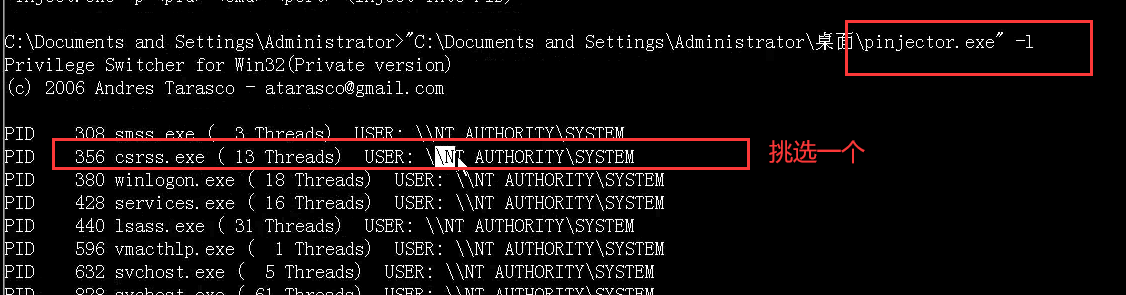 C:\Documents and Settings\Administrator>"C:\Documents and Settings\Administrator\桌面\pinjector.exe" -l
Privilege Switcher for Win32(Private version)
(c) 2006 Andres Tarasco - atarasco@gmail.com
PID 308 smss.exe ( 3 Threads) USER: \\NT AUTHORITY\SYSTEM
PID 356 csrss.exe ( 13 Threads) USER: \\NT AUTHORITY\SYSTEM
挑选一个
PID 380 winlogon.exe ( 18 Threads) USER: \\NT AUTHORITY\SYSTEM
PID 428 services.exe ( 16 Threads) USER: \\NT AUTHORITY\SYSTEM
PID 440 lsass.exe ( 31 Threads) USER: \\NT AUTHORITY\SYSTEM
PID 596 vmacthlp.exe ( 1 Threads) USER: \\NT AUTHORITY\SYSTEM
PID 632 svchost.exe ( 5 Threads) USER: \\NT AUTHORITY\SYSTEM